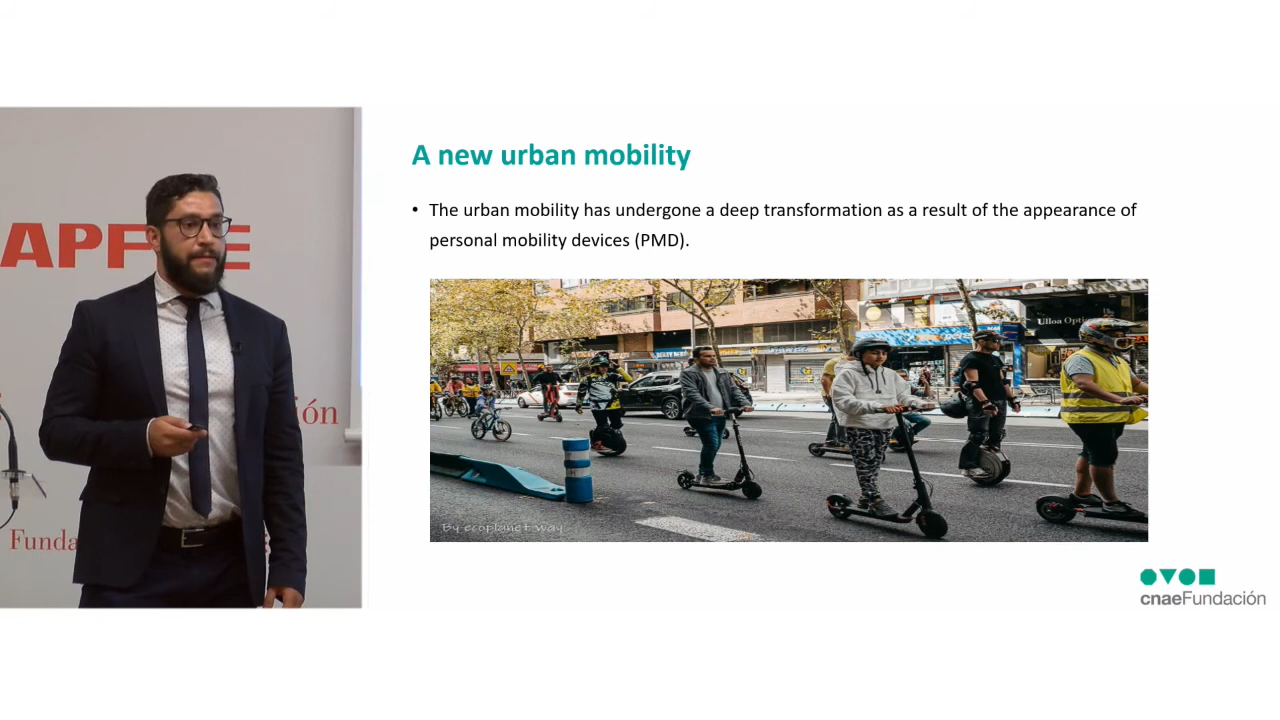 A new urban mobility
• The urban mobility has undergone a deep transformation as a result of the appearance of
personal mobility devices (PMD).
Ulloa Opti
By ecoplanet way
cnaeFundación
APF E
ión
Funda